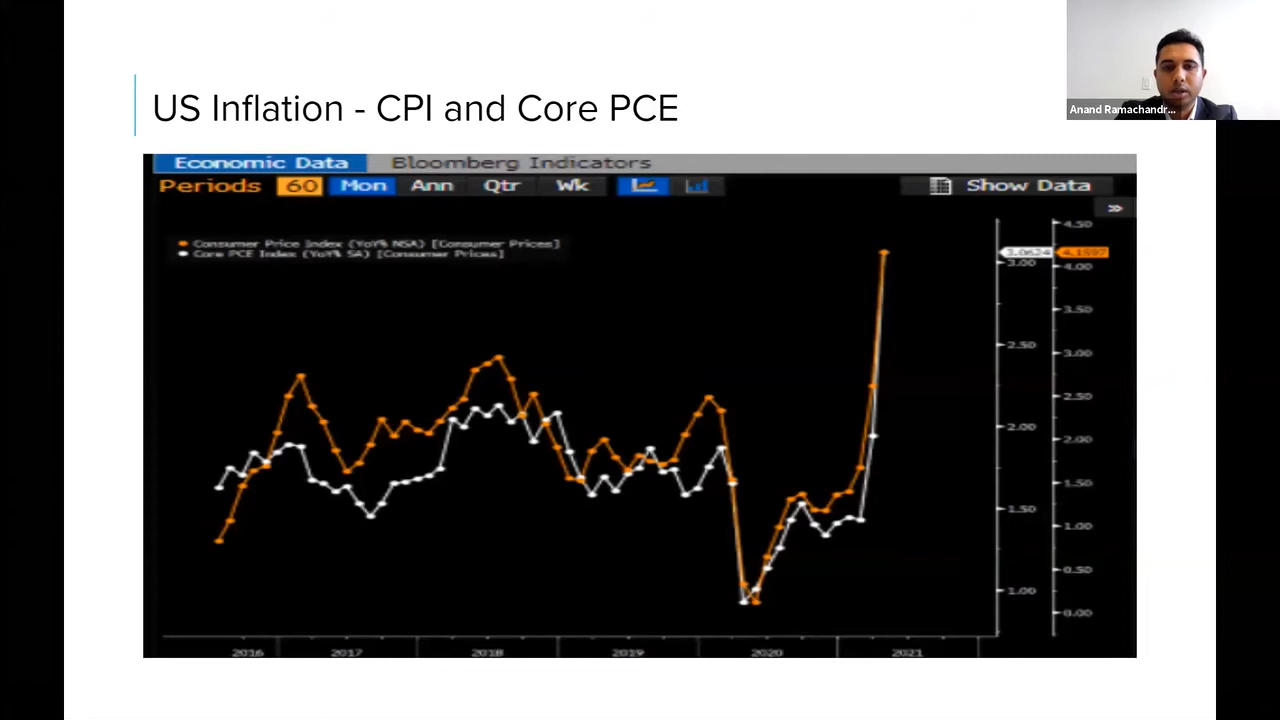 US Inflation - CPI and Core PCE
Anand Ramachandr...
Economic Data Bloomberg Indicators
Periods 60 Mon Ann Qtr Wk Show Data
»
Consumer Price Index (YoY% NSA) [Consumer Prices]
Core PCE Index (YoY% SA) [Consumer Prices]
4.50
3.0624 4.1597
3.00 4.00
3.50
2.50 3.00
2.50
2.00 2.00
1.50
1.50 1.00
0.50
1.00 0.00
2016 2017 2018 2019 2020 2021